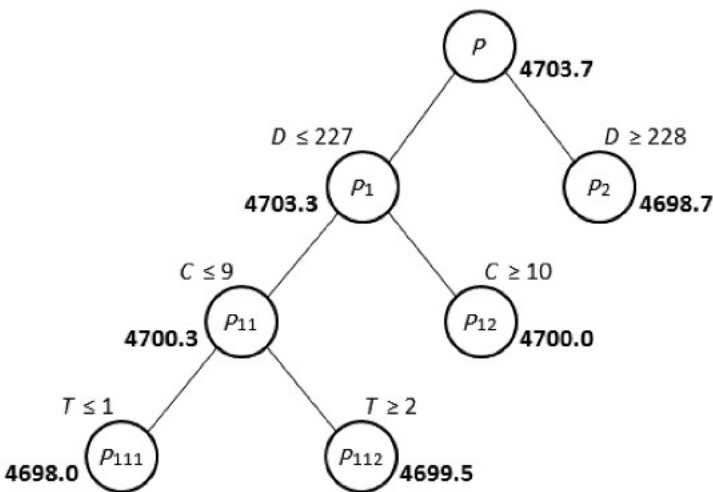 P
4703.7
D ≤ 227
D ≥ 228
P1
P2
4703.3
4698.7
C ≤ 9
C ≥ 10
P11
P12
4700.3
4700.0
T ≤ 1
T ≥ 2
P111
P112
4698.0
4699.5